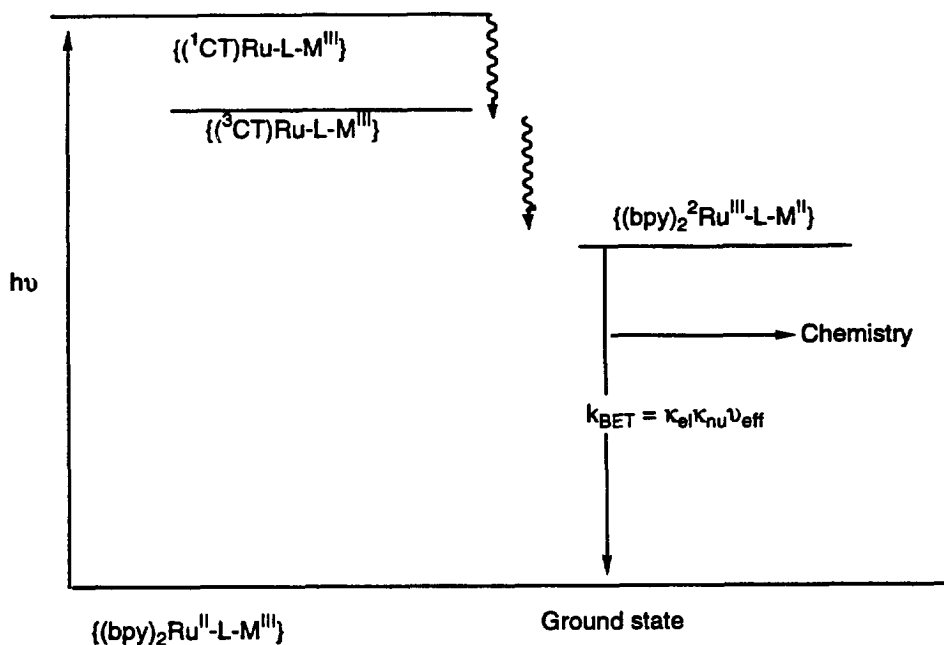 {(¹CT)Ru-L-Mᴵᴵᴵ}
{(³CT)Ru-L-Mᴵᴵᴵ}
{(bpy)₂²Ruᴵᴵᴵ-L-Mᴵᴵ}
hυ
Chemistry
k_BET = κ_elκ_nuυ_eff
{(bpy)₂Ruᴵᴵ-L-Mᴵᴵᴵ}
Ground state